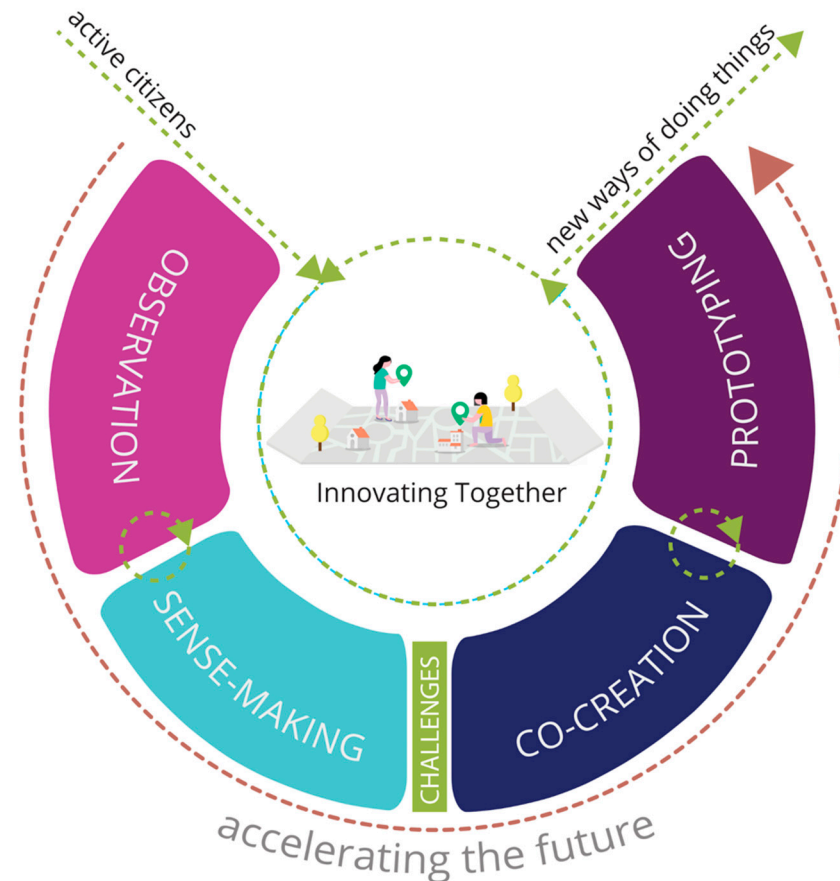 active citizens
new ways of doing things
OBSERVATION
PROTOTYPING
Innovating Together
SENSE-MAKING
CHALLENGES
CO-CREATION
accelerating the future